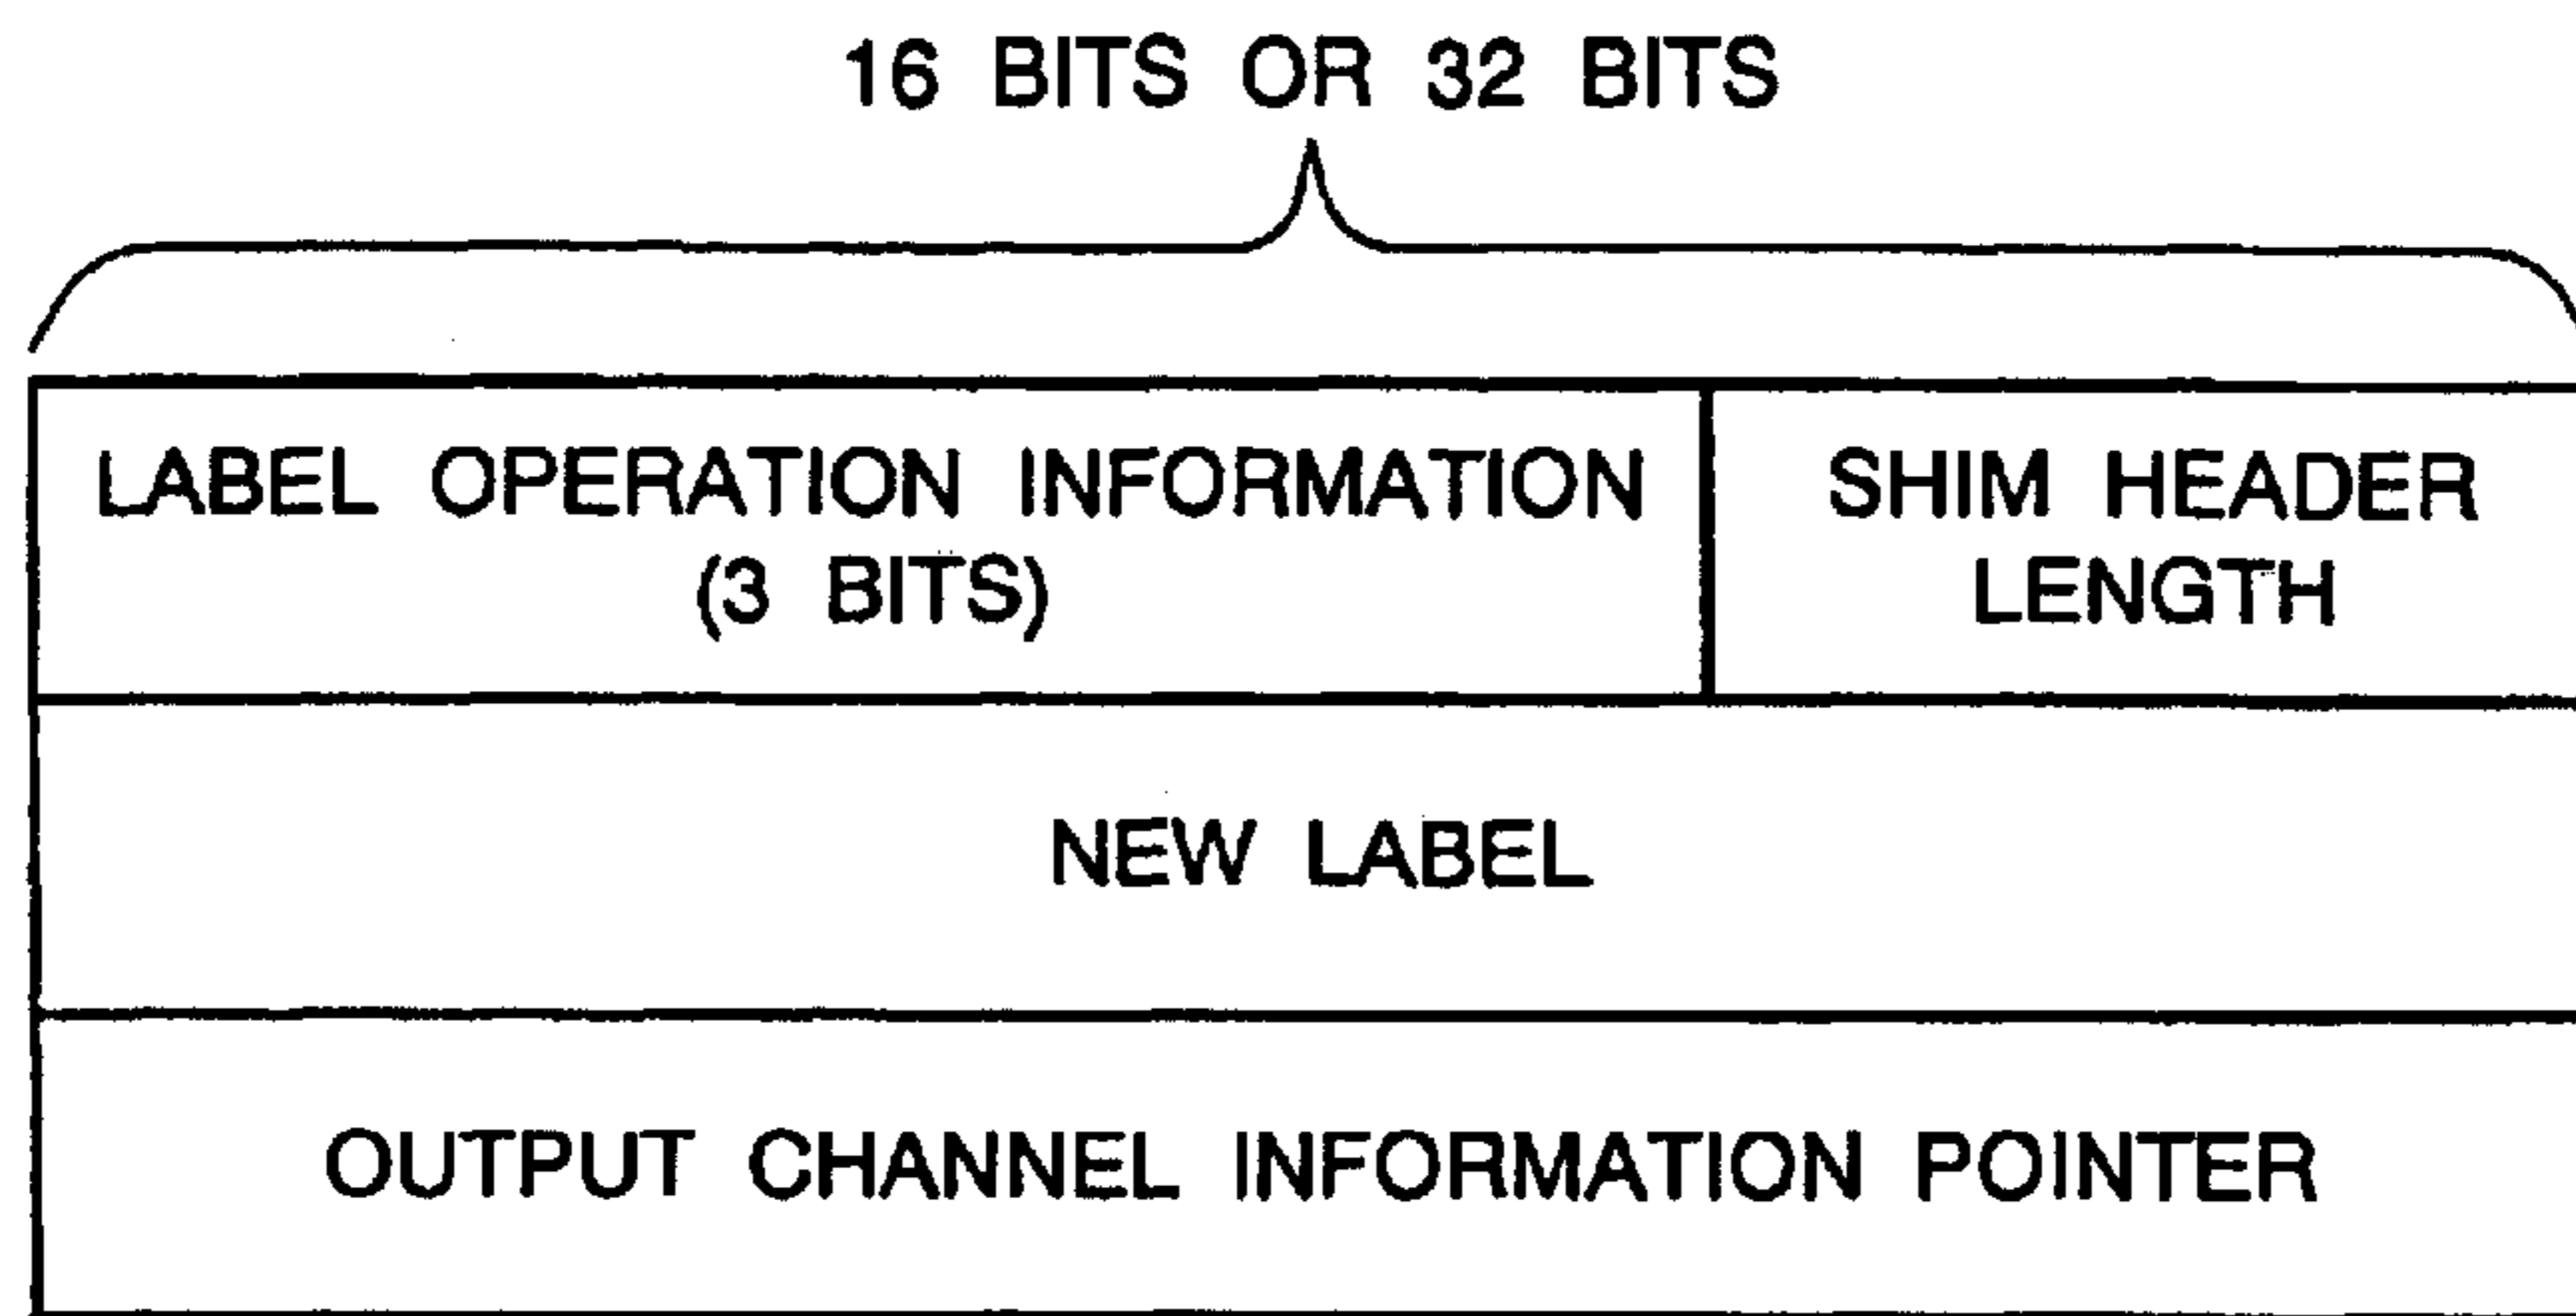 16 BITS OR 32 BITS
LABEL OPERATION INFORMATION
(3 BITS)
SHIM HEADER
LENGTH
NEW LABEL
OUTPUT CHANNEL INFORMATION POINTER